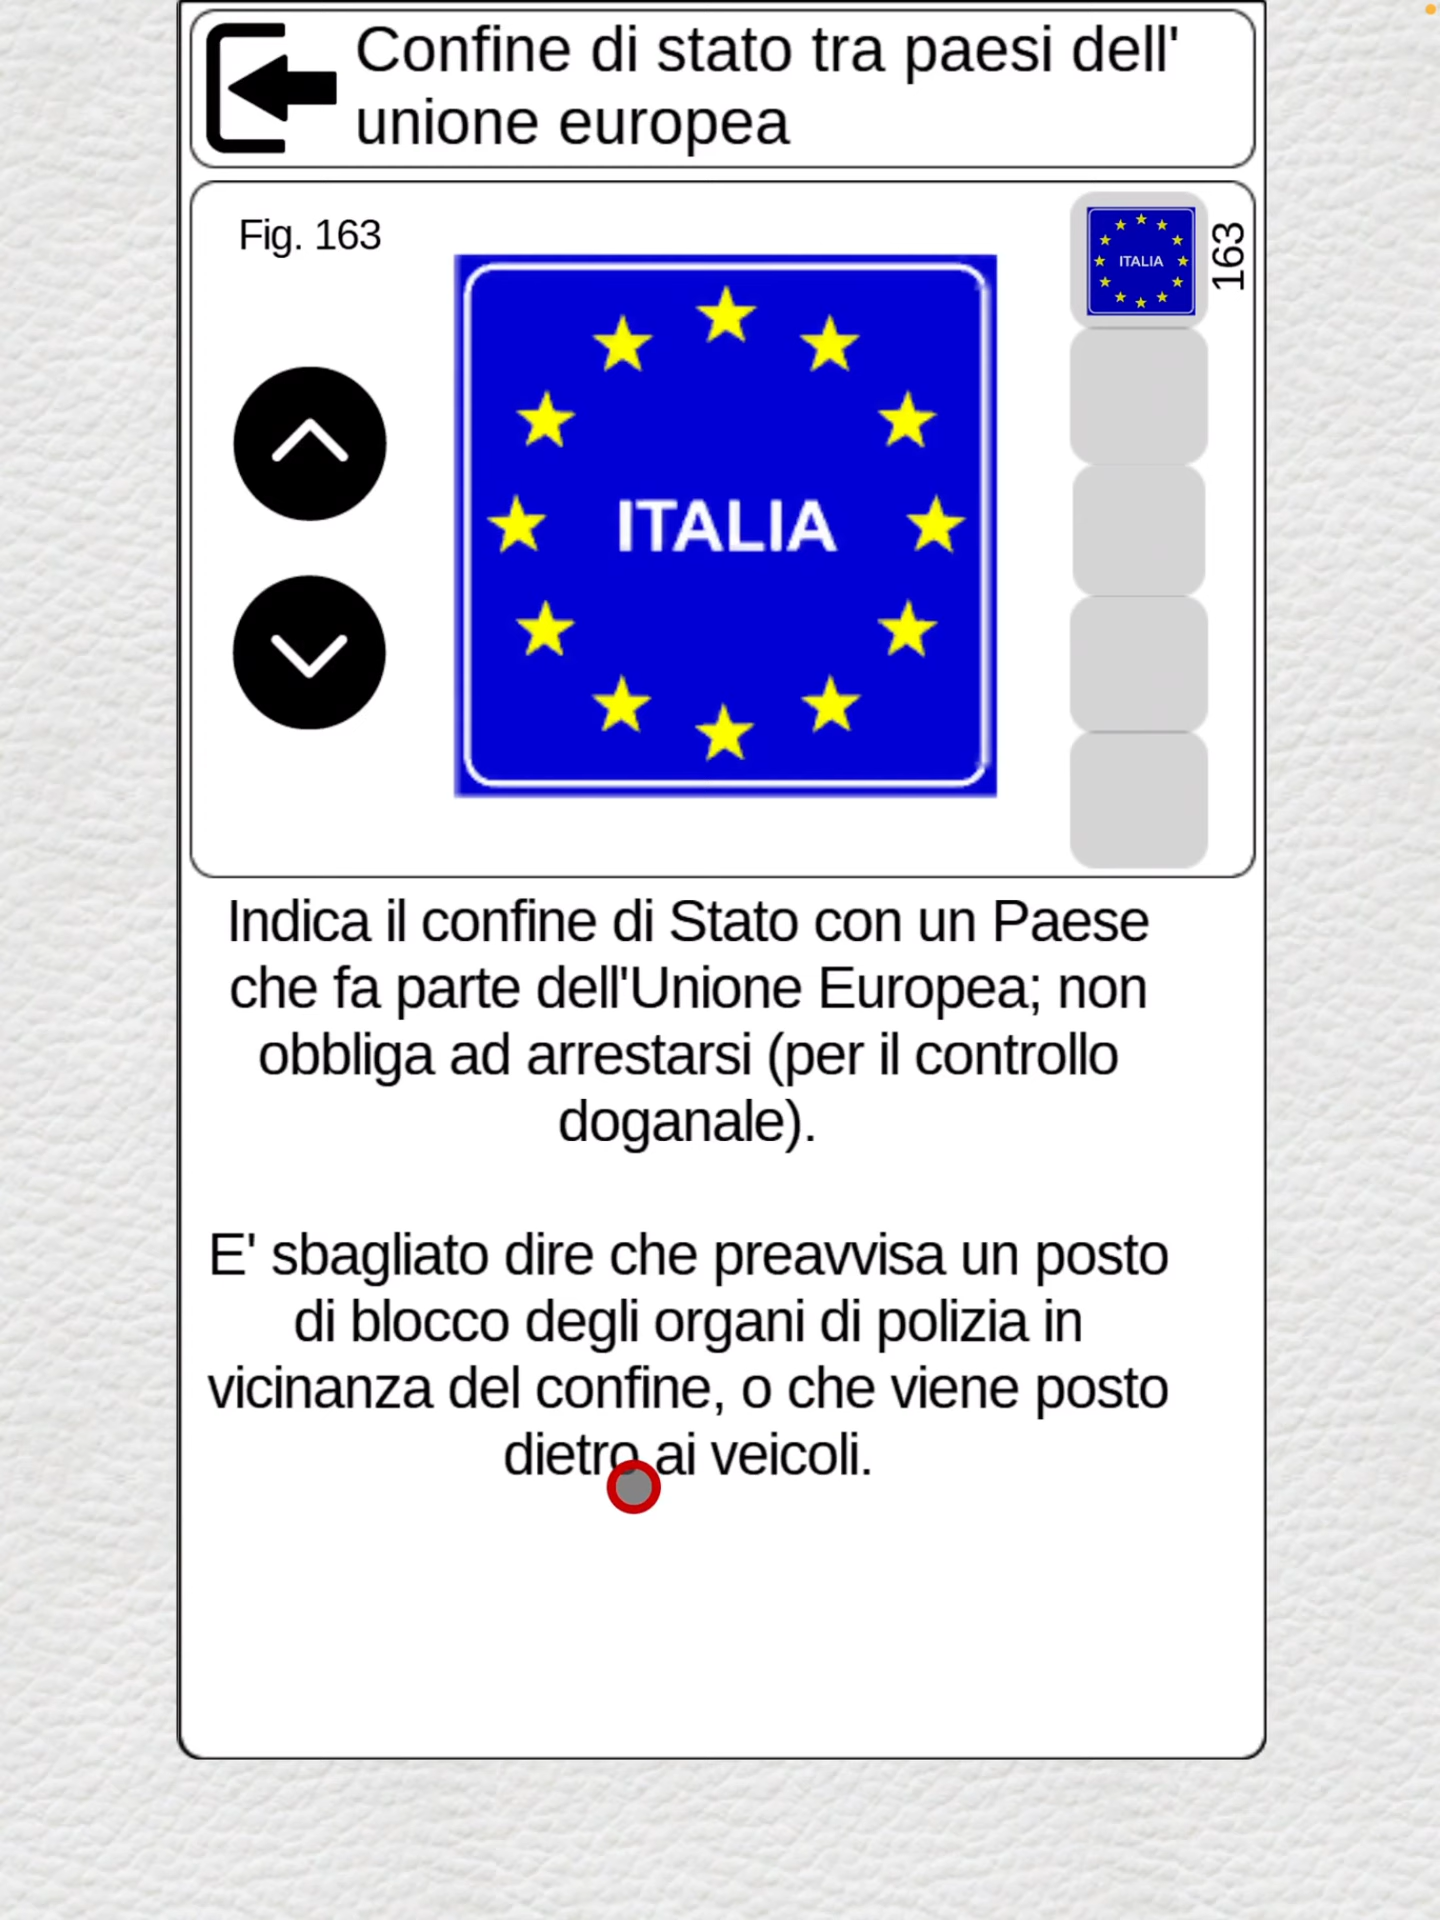 Confine di stato tra paesi dell'
unione europea
Fig. 163
ITALIA
ITALIA
163
Indica il confine di Stato con un Paese
che fa parte dell'Unione Europea; non
obbliga ad arrestarsi (per il controllo
doganale).
E' sbagliato dire che preavvisa un posto
di blocco degli organi di polizia in
vicinanza del confine, o che viene posto
dietro ai veicoli.